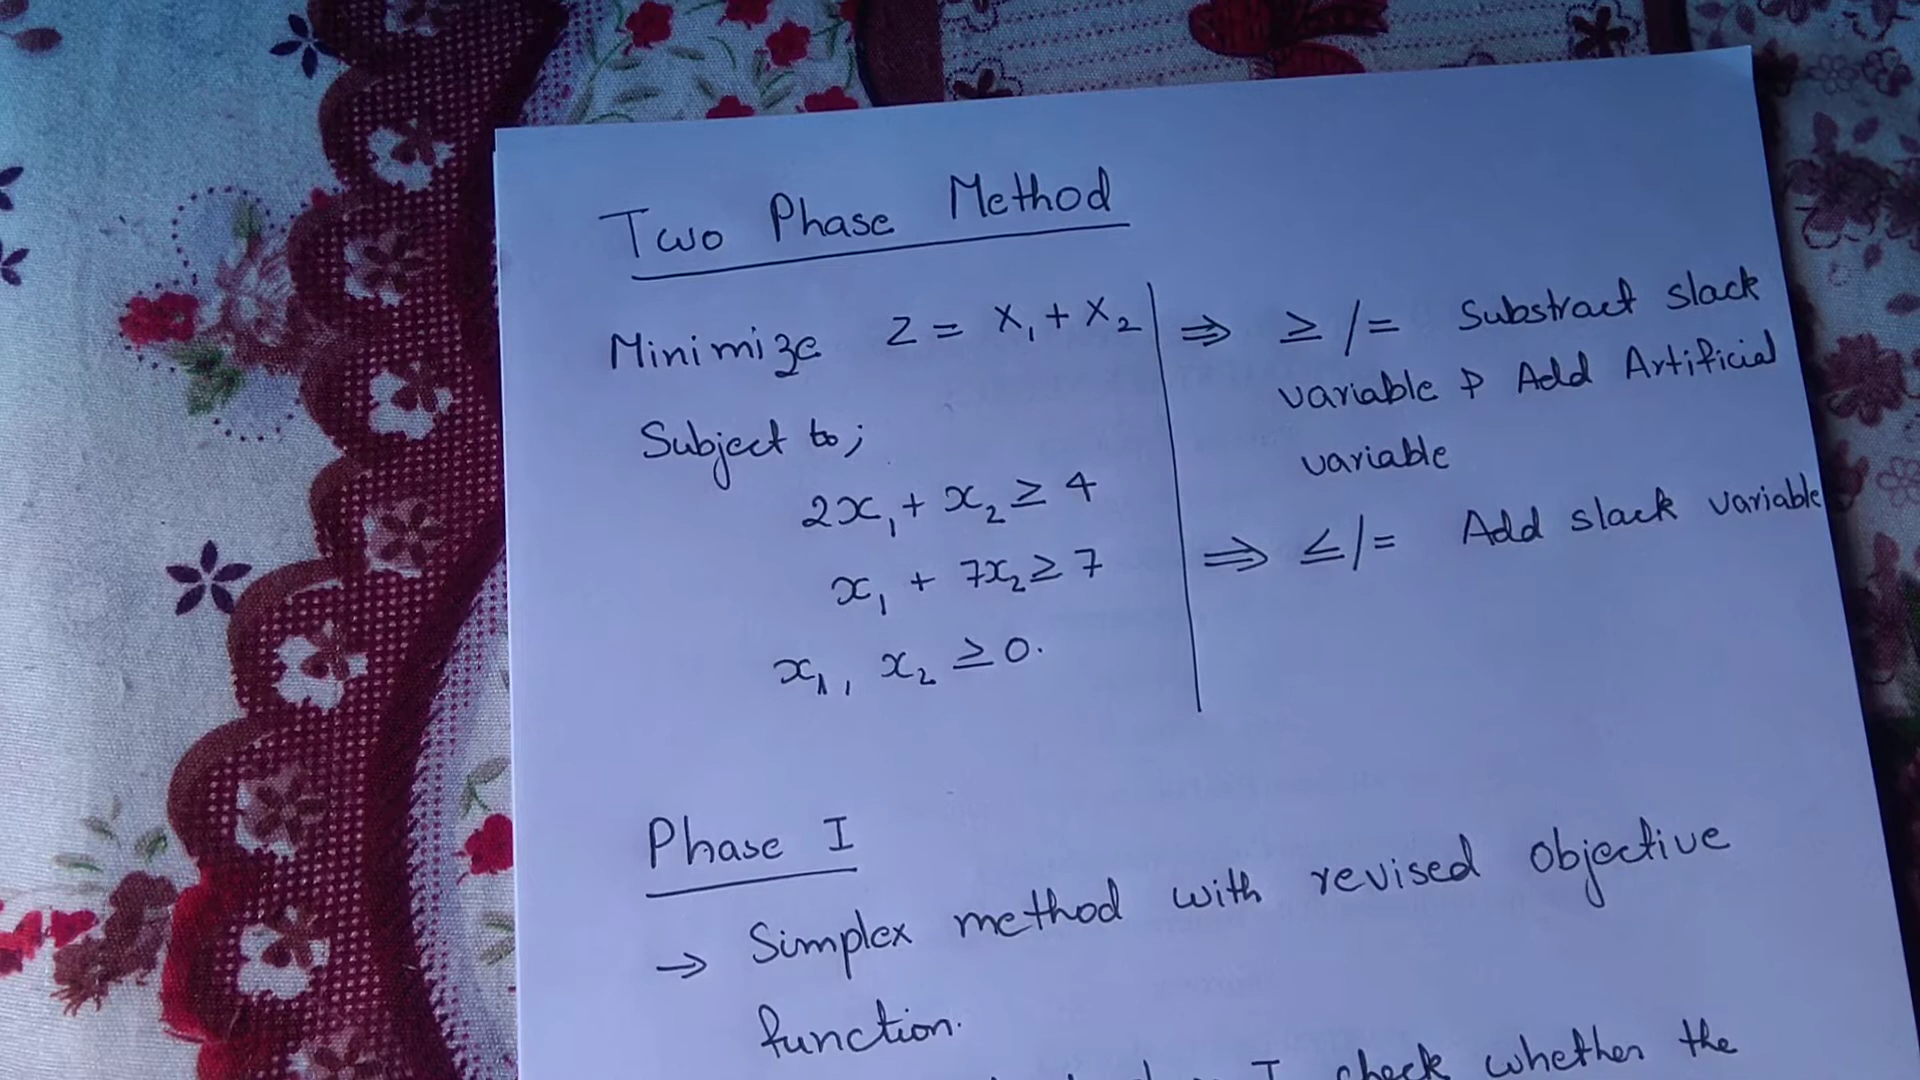 Two Phase Method
Minimize Z = X₁ + X₂
Subject to;
2x₁ + x₂ ≥ 4
x₁ + 7x₂ ≥ 7
x₁, x₂ ≥ 0.
⇒ ≥/= Substract slack
variable & Add Artificial
variable
⇒ ≤/= Add slack variable
Phase I
→ Simplex method with revised objective
function.
I check whether the